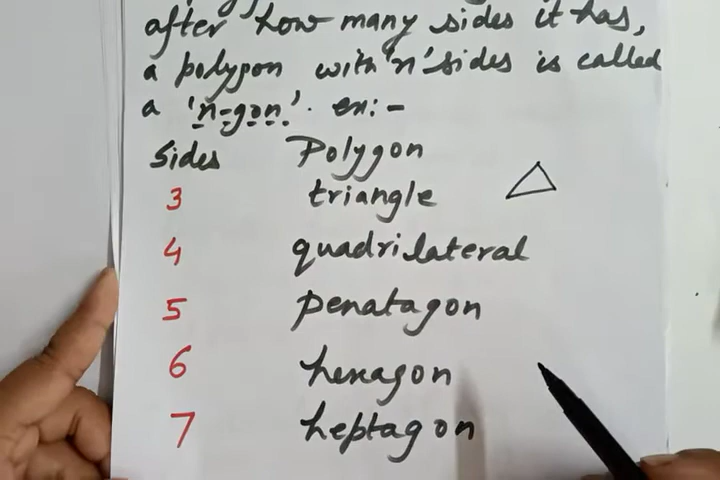 after how many sides it has,
a polygon with 'n' sides is called
a 'n-gon'. ex:-
Sides Polygon
3 triangle
4 quadrilateral
5 penatagon
6 hexagon
7 heptagon